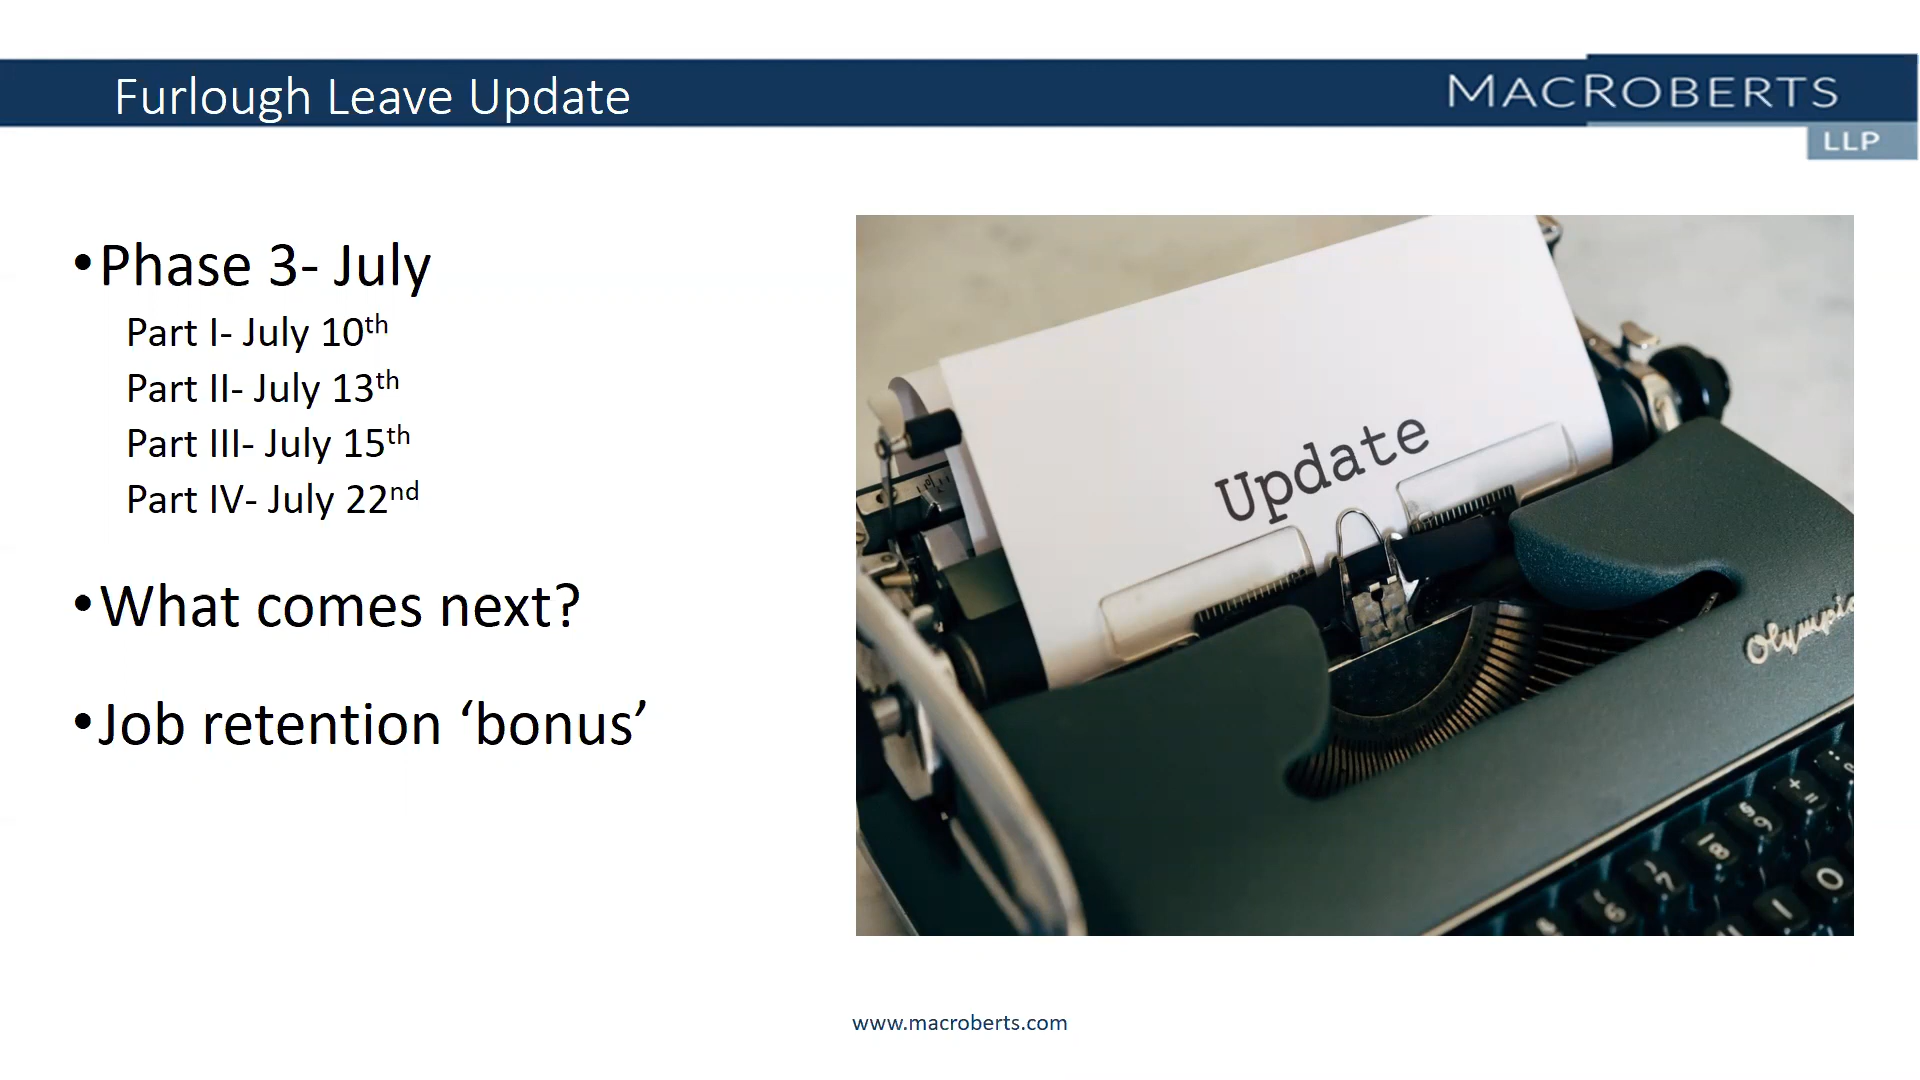 Furlough Leave Update
MACROBERTS
LLP
•Phase 3- July
Part I- July 10th
Part II- July 13th
Part III- July 15th
Part IV- July 22nd
•What comes next?
•Job retention ‘bonus’
Update
Olympia
www.macroberts.com